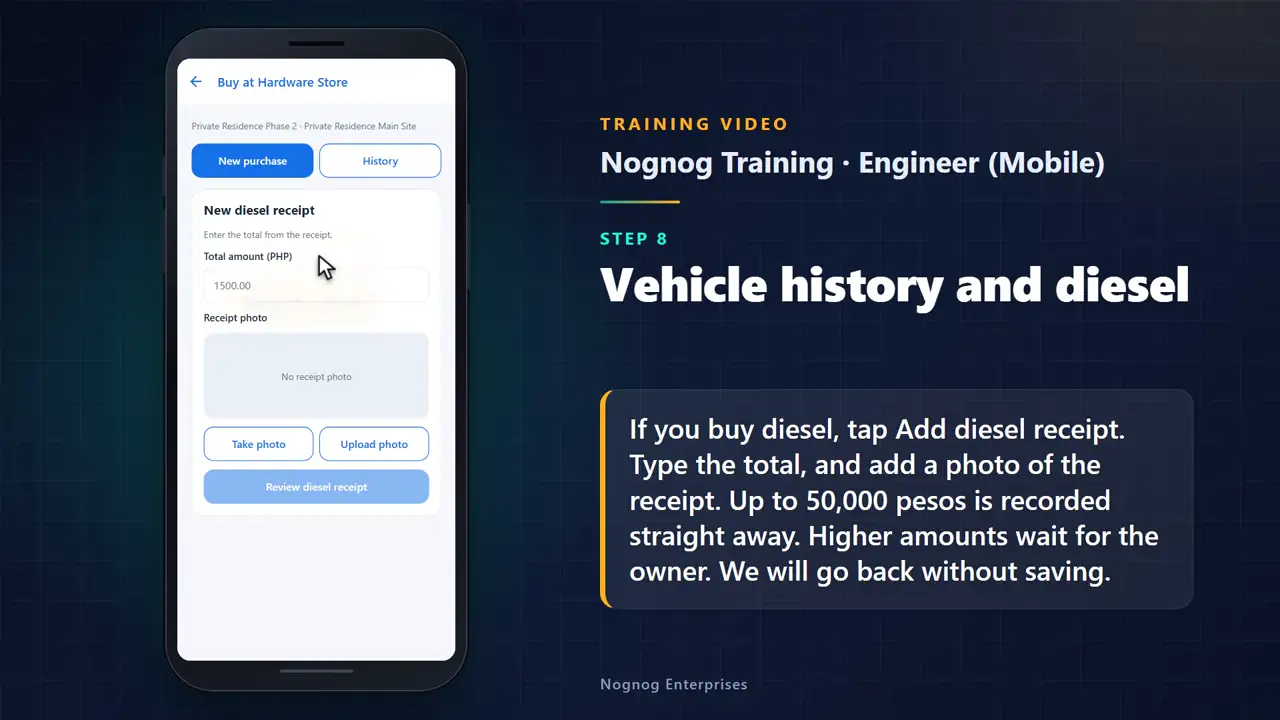 Buy at Hardware Store
Private Residence Phase 2 · Private Residence Main Site
New purchase
History
New diesel receipt
Enter the total from the receipt.
Total amount (PHP)
1500.00
Receipt photo
No receipt photo
Take photo
Upload photo
Review diesel receipt
TRAINING VIDEO
Nognog Training · Engineer (Mobile)
STEP 8
Vehicle history and diesel
If you buy diesel, tap Add diesel receipt.
Type the total, and add a photo of the
receipt. Up to 50,000 pesos is recorded
straight away. Higher amounts wait for the
owner. We will go back without saving.
Nognog Enterprises